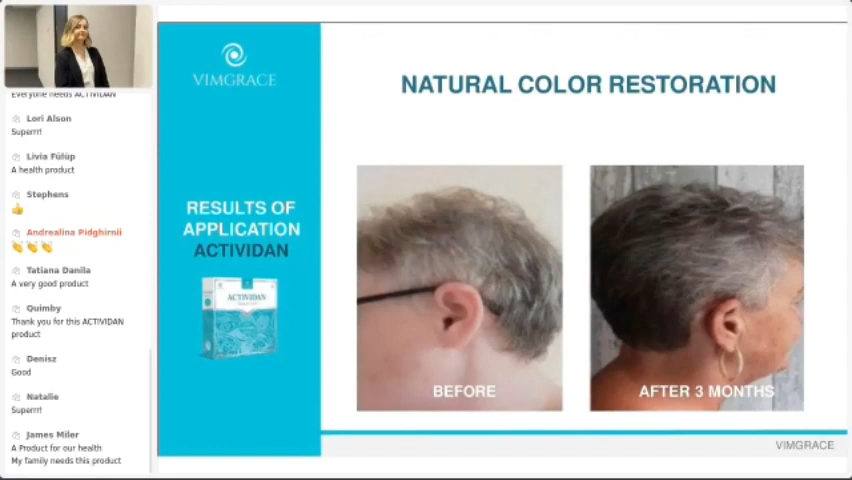 Everyone needs ACTIVIDAN
Lori Alson
Superrr!
Livia Fülüp
A health product
Stephens
👍
Andrealina Pidghirnii
👏👏👏
Tatiana Danila
A very good product
Quimby
Thank you for this ACTIVIDAN
product
Denisz
Good
Natalie
Superrr!
James Miler
A Product for our health
My family needs this product
VIMGRACE
RESULTS OF
APPLICATION
ACTIVIDAN
ACTIVIDAN
NATURAL COLOR RESTORATION
BEFORE
AFTER 3 MONTHS
VIMGRACE